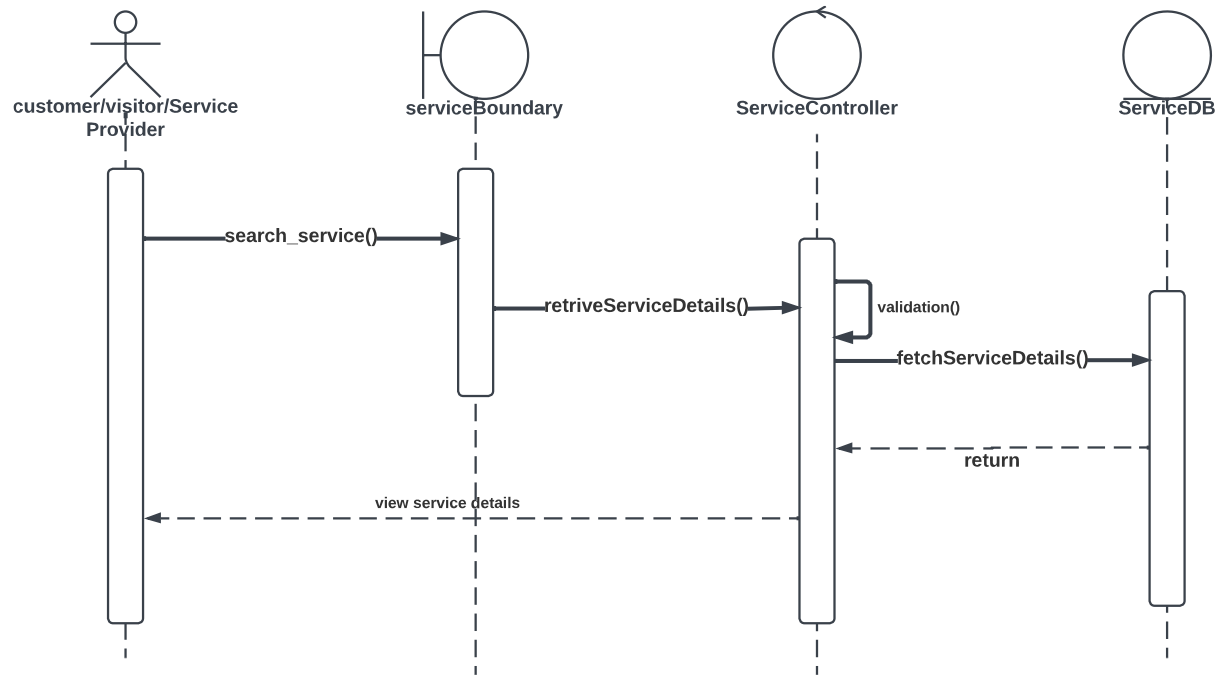 customer/visitor/Service
Provider
serviceBoundary
ServiceController
ServiceDB
search_service()
retriveServiceDetails()
validation()
fetchServiceDetails()
return
view service details